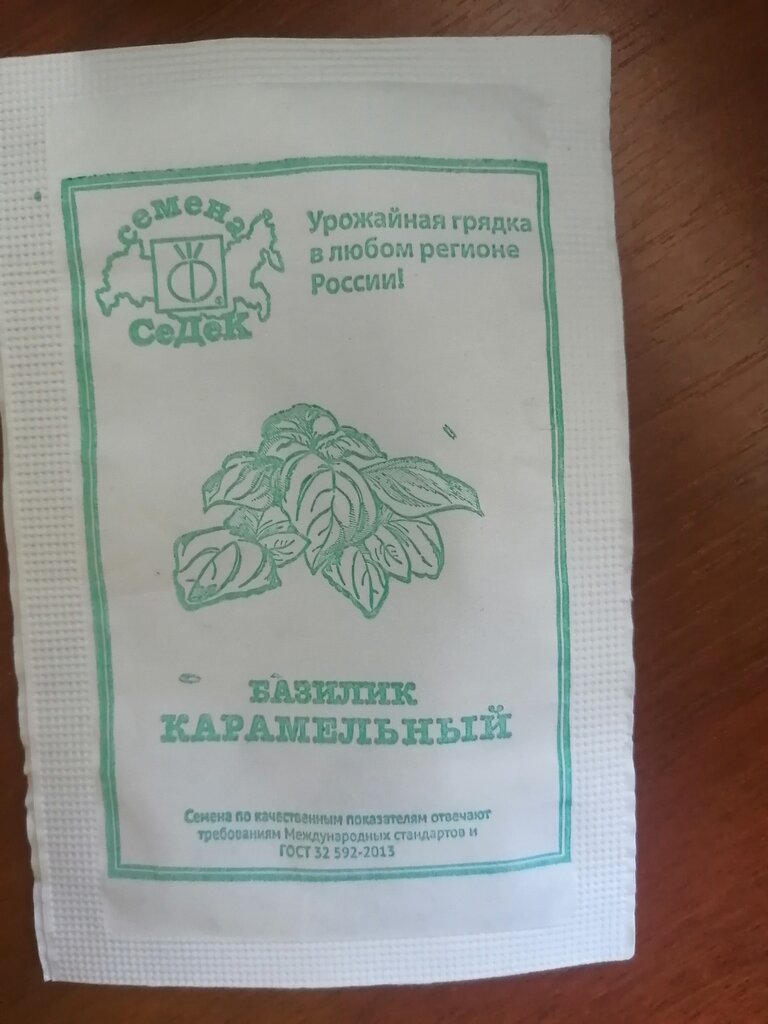 семена
СеДеК
Урожайная грядка
в любом регионе
России!
БАЗИЛИК
КАРАМЕЛЬНЫЙ
Семена по качественным показателям отвечают
требованиям Международных стандартов и
ГОСТ 32 592-2013